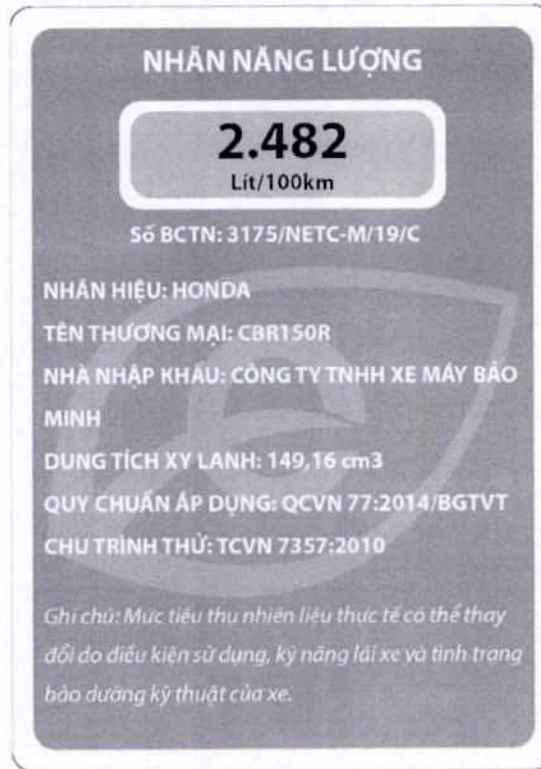 NHÃN NĂNG LƯỢNG
2.482
Lít/100km
Số BCTN: 3175/NETC-M/19/C
NHÃN HIỆU: HONDA
TÊN THƯƠNG MẠI: CBR150R
NHÀ NHẬP KHẨU: CÔNG TY TNHH XE MÁY BẢO
MINH
DUNG TÍCH XY LANH: 149,16 cm3
QUY CHUẨN ÁP DỤNG: QCVN 77:2014/BGTVT
CHU TRÌNH THỬ: TCVN 7357:2010
Ghi chú: Mức tiêu thụ nhiên liệu thực tế có thể thay
đổi do điều kiện sử dụng, kỹ năng lái xe và tình trạng
bảo dưỡng kỹ thuật của xe.